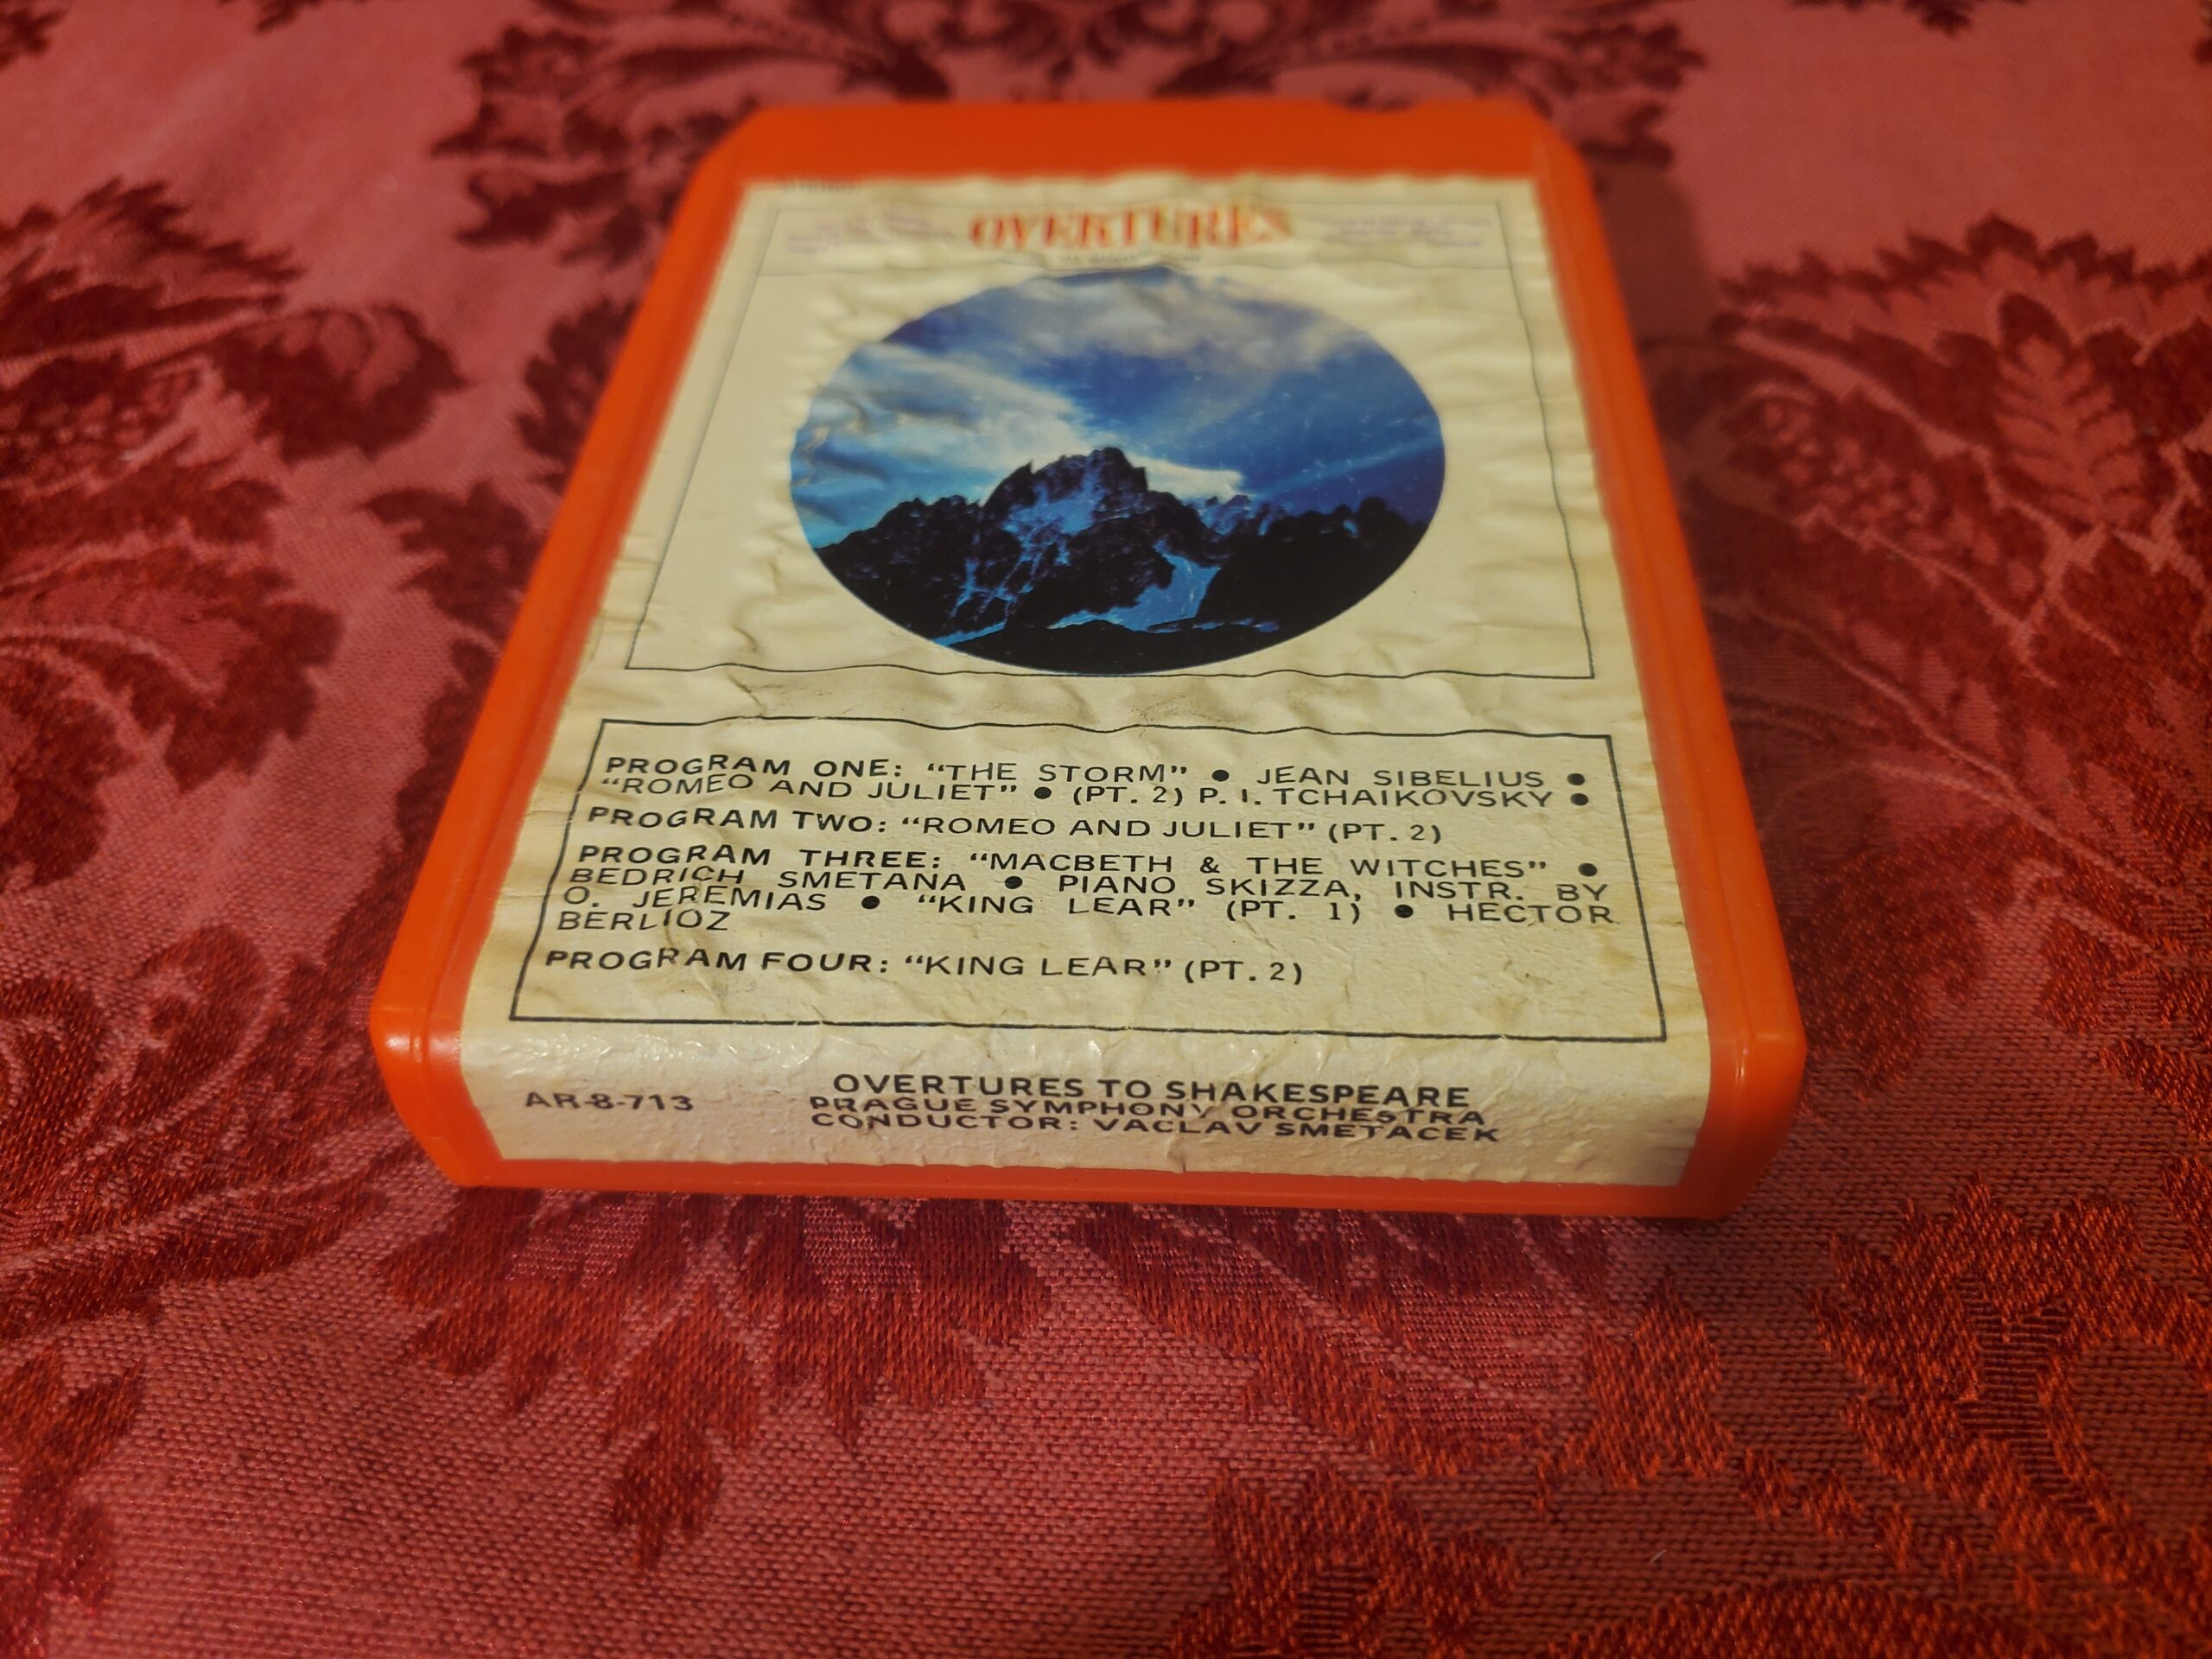 OVERTURES
PROGRAM ONE: “THE STORM” ● JEAN SIBELIUS ●
“ROMEO AND JULIET” ● (PT. 2) P. I. TCHAIKOVSKY ●
PROGRAM TWO: “ROMEO AND JULIET” (PT. 2)
PROGRAM THREE: “MACBETH & THE WITCHES” ●
BEDRICH SMETANA ● PIANO SKIZZA, INSTR. BY
O. JEREMIAS ● “KING LEAR” (PT. 1) ● HECTOR
BERLIOZ
PROGRAM FOUR: “KING LEAR” (PT. 2)
AR-8-713
OVERTURES TO SHAKESPEARE
PRAGUE SYMPHONY ORCHESTRA
CONDUCTOR: VACLAV SMETACEK